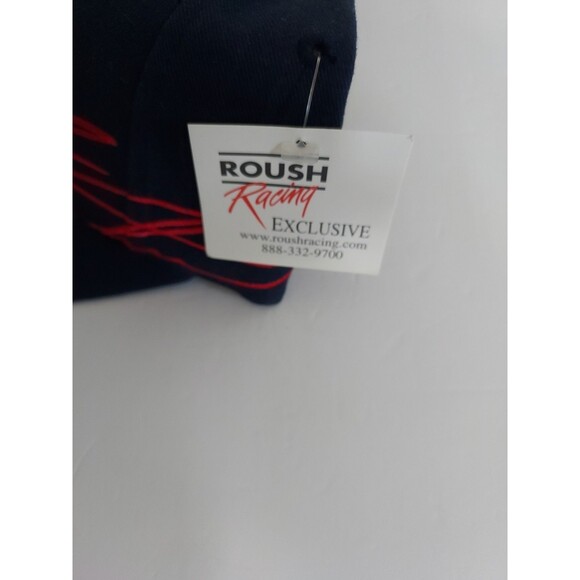 ROUSH
Racing
EXCLUSIVE
www.roushracing.com
888-332-9700